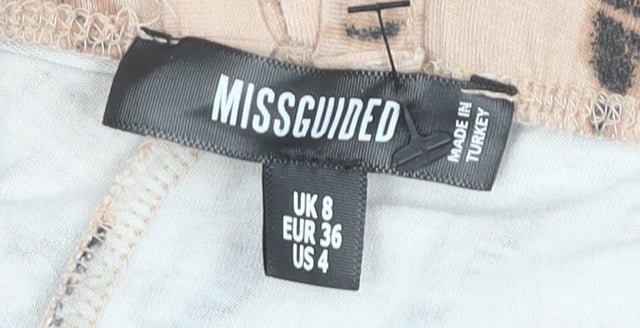 MISSGUIDED
MADE IN
TURKEY
UK 8
EUR 36
US 4